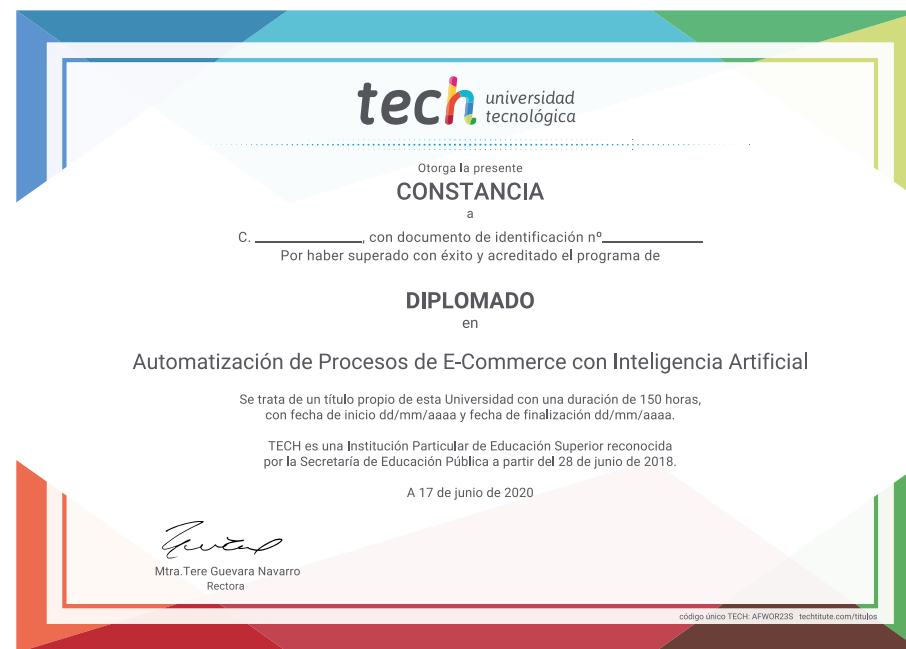 tech universidad
tecnológica
Otorga la presente
CONSTANCIA
a
C. ____________, con documento de identificación nº____________
Por haber superado con éxito y acreditado el programa de
DIPLOMADO
en
Automatización de Procesos de E-Commerce con Inteligencia Artificial
Se trata de un título propio de esta Universidad con una duración de 150 horas,
con fecha de inicio dd/mm/aaaa y fecha de finalización dd/mm/aaaa.
TECH es una Institución Particular de Educación Superior reconocida
por la Secretaría de Educación Pública a partir del 28 de junio de 2018.
A 17 de junio de 2020
Mtra.Tere Guevara Navarro
Rectora
código único TECH: AFWOR23S techtitute.com/titulos